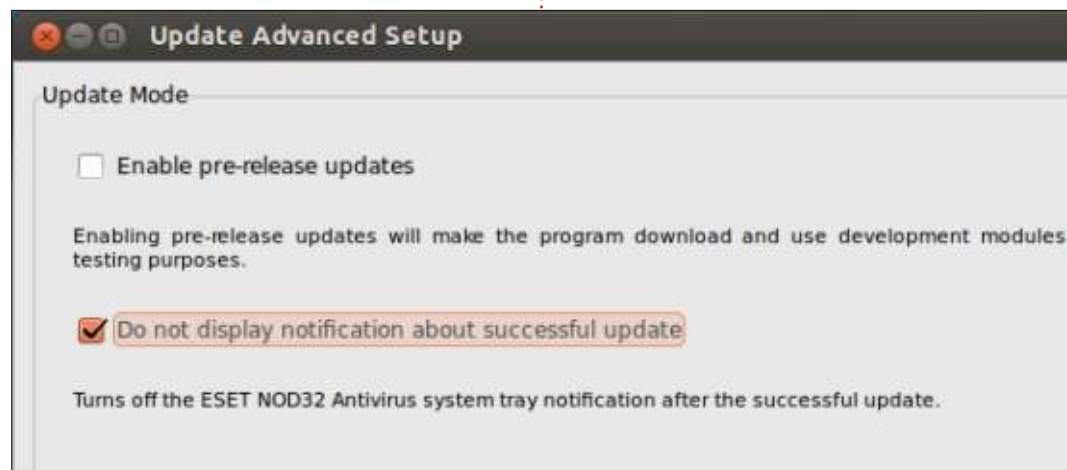 Update Advanced Setup
Update Mode
Enable pre-release updates
Enabling pre-release updates will make the program download and use development modules
testing purposes.
Do not display notification about successful update
Turns off the ESET NOD32 Antivirus system tray notification after the successful update.